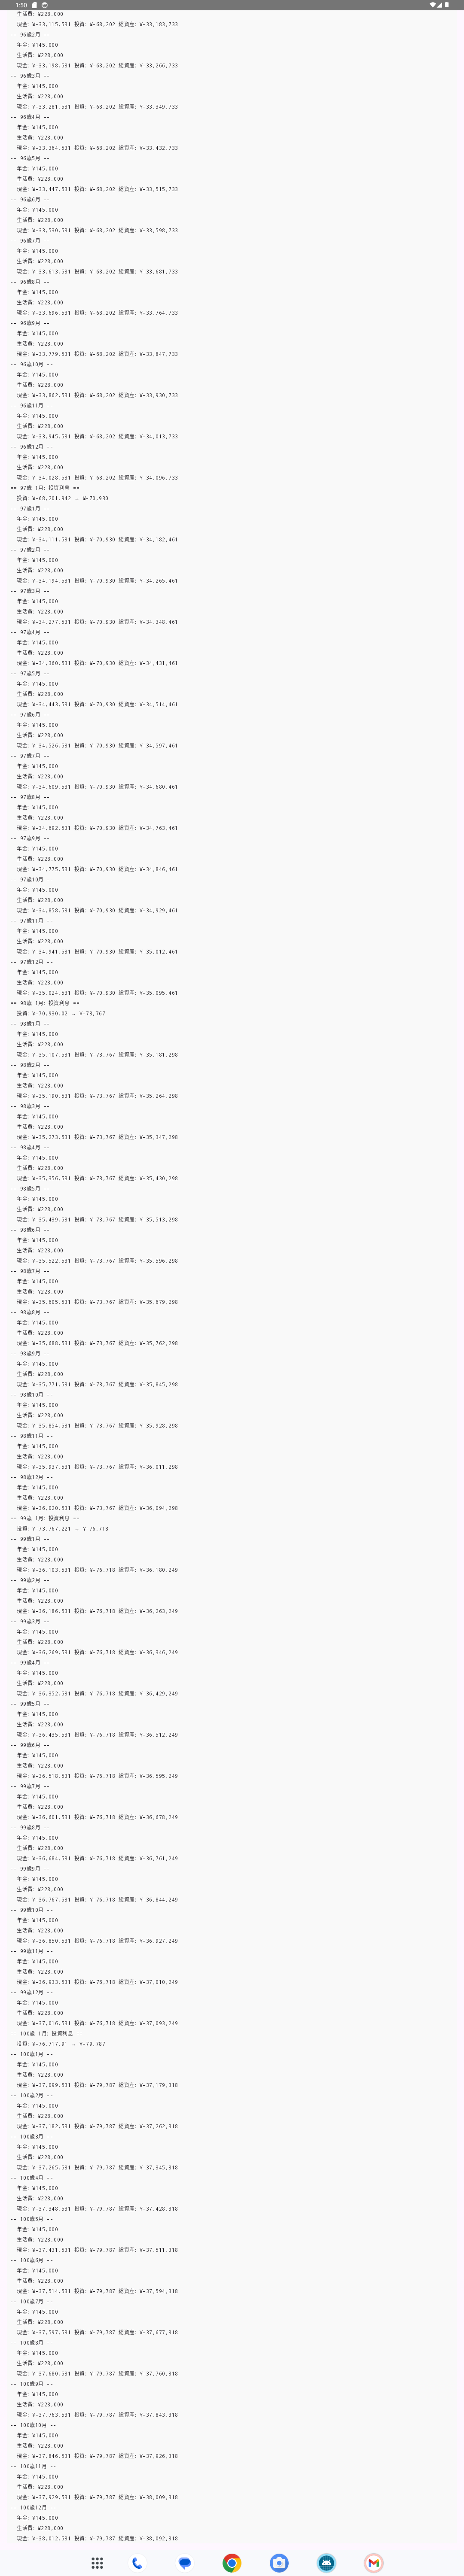 1:50
生活費: ¥228,000
現金: ¥-33,115,531 投資: ¥-68,202 総資産: ¥-33,183,733
-- 96歳2月 --
年金: ¥145,000
生活費: ¥228,000
現金: ¥-33,198,531 投資: ¥-68,202 総資産: ¥-33,266,733
-- 96歳3月 --
年金: ¥145,000
生活費: ¥228,000
現金: ¥-33,281,531 投資: ¥-68,202 総資産: ¥-33,349,733
-- 96歳4月 --
年金: ¥145,000
生活費: ¥228,000
現金: ¥-33,364,531 投資: ¥-68,202 総資産: ¥-33,432,733
-- 96歳5月 --
年金: ¥145,000
生活費: ¥228,000
現金: ¥-33,447,531 投資: ¥-68,202 総資産: ¥-33,515,733
-- 96歳6月 --
年金: ¥145,000
生活費: ¥228,000
現金: ¥-33,530,531 投資: ¥-68,202 総資産: ¥-33,598,733
-- 96歳7月 --
年金: ¥145,000
生活費: ¥228,000
現金: ¥-33,613,531 投資: ¥-68,202 総資産: ¥-33,681,733
-- 96歳8月 --
年金: ¥145,000
生活費: ¥228,000
現金: ¥-33,696,531 投資: ¥-68,202 総資産: ¥-33,764,733
-- 96歳9月 --
年金: ¥145,000
生活費: ¥228,000
現金: ¥-33,779,531 投資: ¥-68,202 総資産: ¥-33,847,733
-- 96歳10月 --
年金: ¥145,000
生活費: ¥228,000
現金: ¥-33,862,531 投資: ¥-68,202 総資産: ¥-33,930,733
-- 96歳11月 --
年金: ¥145,000
生活費: ¥228,000
現金: ¥-33,945,531 投資: ¥-68,202 総資産: ¥-34,013,733
-- 96歳12月 --
年金: ¥145,000
生活費: ¥228,000
現金: ¥-34,028,531 投資: ¥-68,202 総資産: ¥-34,096,733
== 97歳 1月: 投資利息 ==
投資: ¥-68,201.942 → ¥-70,930
-- 97歳1月 --
年金: ¥145,000
生活費: ¥228,000
現金: ¥-34,111,531 投資: ¥-70,930 総資産: ¥-34,182,461
-- 97歳2月 --
年金: ¥145,000
生活費: ¥228,000
現金: ¥-34,194,531 投資: ¥-70,930 総資産: ¥-34,265,461
-- 97歳3月 --
年金: ¥145,000
生活費: ¥228,000
現金: ¥-34,277,531 投資: ¥-70,930 総資産: ¥-34,348,461
-- 97歳4月 --
年金: ¥145,000
生活費: ¥228,000
現金: ¥-34,360,531 投資: ¥-70,930 総資産: ¥-34,431,461
-- 97歳5月 --
年金: ¥145,000
生活費: ¥228,000
現金: ¥-34,443,531 投資: ¥-70,930 総資産: ¥-34,514,461
-- 97歳6月 --
年金: ¥145,000
生活費: ¥228,000
現金: ¥-34,526,531 投資: ¥-70,930 総資産: ¥-34,597,461
-- 97歳7月 --
年金: ¥145,000
生活費: ¥228,000
現金: ¥-34,609,531 投資: ¥-70,930 総資産: ¥-34,680,461
-- 97歳8月 --
年金: ¥145,000
生活費: ¥228,000
現金: ¥-34,692,531 投資: ¥-70,930 総資産: ¥-34,763,461
-- 97歳9月 --
年金: ¥145,000
生活費: ¥228,000
現金: ¥-34,775,531 投資: ¥-70,930 総資産: ¥-34,846,461
-- 97歳10月 --
年金: ¥145,000
生活費: ¥228,000
現金: ¥-34,858,531 投資: ¥-70,930 総資産: ¥-34,929,461
-- 97歳11月 --
年金: ¥145,000
生活費: ¥228,000
現金: ¥-34,941,531 投資: ¥-70,930 総資産: ¥-35,012,461
-- 97歳12月 --
年金: ¥145,000
生活費: ¥228,000
現金: ¥-35,024,531 投資: ¥-70,930 総資産: ¥-35,095,461
== 98歳 1月: 投資利息 ==
投資: ¥-70,930.02 → ¥-73,767
-- 98歳1月 --
年金: ¥145,000
生活費: ¥228,000
現金: ¥-35,107,531 投資: ¥-73,767 総資産: ¥-35,181,298
-- 98歳2月 --
年金: ¥145,000
生活費: ¥228,000
現金: ¥-35,190,531 投資: ¥-73,767 総資産: ¥-35,264,298
-- 98歳3月 --
年金: ¥145,000
生活費: ¥228,000
現金: ¥-35,273,531 投資: ¥-73,767 総資産: ¥-35,347,298
-- 98歳4月 --
年金: ¥145,000
生活費: ¥228,000
現金: ¥-35,356,531 投資: ¥-73,767 総資産: ¥-35,430,298
-- 98歳5月 --
年金: ¥145,000
生活費: ¥228,000
現金: ¥-35,439,531 投資: ¥-73,767 総資産: ¥-35,513,298
-- 98歳6月 --
年金: ¥145,000
生活費: ¥228,000
現金: ¥-35,522,531 投資: ¥-73,767 総資産: ¥-35,596,298
-- 98歳7月 --
年金: ¥145,000
生活費: ¥228,000
現金: ¥-35,605,531 投資: ¥-73,767 総資産: ¥-35,679,298
-- 98歳8月 --
年金: ¥145,000
生活費: ¥228,000
現金: ¥-35,688,531 投資: ¥-73,767 総資産: ¥-35,762,298
-- 98歳9月 --
年金: ¥145,000
生活費: ¥228,000
現金: ¥-35,771,531 投資: ¥-73,767 総資産: ¥-35,845,298
-- 98歳10月 --
年金: ¥145,000
生活費: ¥228,000
現金: ¥-35,854,531 投資: ¥-73,767 総資産: ¥-35,928,298
-- 98歳11月 --
年金: ¥145,000
生活費: ¥228,000
現金: ¥-35,937,531 投資: ¥-73,767 総資産: ¥-36,011,298
-- 98歳12月 --
年金: ¥145,000
生活費: ¥228,000
現金: ¥-36,020,531 投資: ¥-73,767 総資産: ¥-36,094,298
== 99歳 1月: 投資利息 ==
投資: ¥-73,767.221 → ¥-76,718
-- 99歳1月 --
年金: ¥145,000
生活費: ¥228,000
現金: ¥-36,103,531 投資: ¥-76,718 総資産: ¥-36,180,249
-- 99歳2月 --
年金: ¥145,000
生活費: ¥228,000
現金: ¥-36,186,531 投資: ¥-76,718 総資産: ¥-36,263,249
-- 99歳3月 --
年金: ¥145,000
生活費: ¥228,000
現金: ¥-36,269,531 投資: ¥-76,718 総資産: ¥-36,346,249
-- 99歳4月 --
年金: ¥145,000
生活費: ¥228,000
現金: ¥-36,352,531 投資: ¥-76,718 総資産: ¥-36,429,249
-- 99歳5月 --
年金: ¥145,000
生活費: ¥228,000
現金: ¥-36,435,531 投資: ¥-76,718 総資産: ¥-36,512,249
-- 99歳6月 --
年金: ¥145,000
生活費: ¥228,000
現金: ¥-36,518,531 投資: ¥-76,718 総資産: ¥-36,595,249
-- 99歳7月 --
年金: ¥145,000
生活費: ¥228,000
現金: ¥-36,601,531 投資: ¥-76,718 総資産: ¥-36,678,249
-- 99歳8月 --
年金: ¥145,000
生活費: ¥228,000
現金: ¥-36,684,531 投資: ¥-76,718 総資産: ¥-36,761,249
-- 99歳9月 --
年金: ¥145,000
生活費: ¥228,000
現金: ¥-36,767,531 投資: ¥-76,718 総資産: ¥-36,844,249
-- 99歳10月 --
年金: ¥145,000
生活費: ¥228,000
現金: ¥-36,850,531 投資: ¥-76,718 総資産: ¥-36,927,249
-- 99歳11月 --
年金: ¥145,000
生活費: ¥228,000
現金: ¥-36,933,531 投資: ¥-76,718 総資産: ¥-37,010,249
-- 99歳12月 --
年金: ¥145,000
生活費: ¥228,000
現金: ¥-37,016,531 投資: ¥-76,718 総資産: ¥-37,093,249
== 100歳 1月: 投資利息 ==
投資: ¥-76,717.91 → ¥-79,787
-- 100歳1月 --
年金: ¥145,000
生活費: ¥228,000
現金: ¥-37,099,531 投資: ¥-79,787 総資産: ¥-37,179,318
-- 100歳2月 --
年金: ¥145,000
生活費: ¥228,000
現金: ¥-37,182,531 投資: ¥-79,787 総資産: ¥-37,262,318
-- 100歳3月 --
年金: ¥145,000
生活費: ¥228,000
現金: ¥-37,265,531 投資: ¥-79,787 総資産: ¥-37,345,318
-- 100歳4月 --
年金: ¥145,000
生活費: ¥228,000
現金: ¥-37,348,531 投資: ¥-79,787 総資産: ¥-37,428,318
-- 100歳5月 --
年金: ¥145,000
生活費: ¥228,000
現金: ¥-37,431,531 投資: ¥-79,787 総資産: ¥-37,511,318
-- 100歳6月 --
年金: ¥145,000
生活費: ¥228,000
現金: ¥-37,514,531 投資: ¥-79,787 総資産: ¥-37,594,318
-- 100歳7月 --
年金: ¥145,000
生活費: ¥228,000
現金: ¥-37,597,531 投資: ¥-79,787 総資産: ¥-37,677,318
-- 100歳8月 --
年金: ¥145,000
生活費: ¥228,000
現金: ¥-37,680,531 投資: ¥-79,787 総資産: ¥-37,760,318
-- 100歳9月 --
年金: ¥145,000
生活費: ¥228,000
現金: ¥-37,763,531 投資: ¥-79,787 総資産: ¥-37,843,318
-- 100歳10月 --
年金: ¥145,000
生活費: ¥228,000
現金: ¥-37,846,531 投資: ¥-79,787 総資産: ¥-37,926,318
-- 100歳11月 --
年金: ¥145,000
生活費: ¥228,000
現金: ¥-37,929,531 投資: ¥-79,787 総資産: ¥-38,009,318
-- 100歳12月 --
年金: ¥145,000
生活費: ¥228,000
現金: ¥-38,012,531 投資: ¥-79,787 総資産: ¥-38,092,318